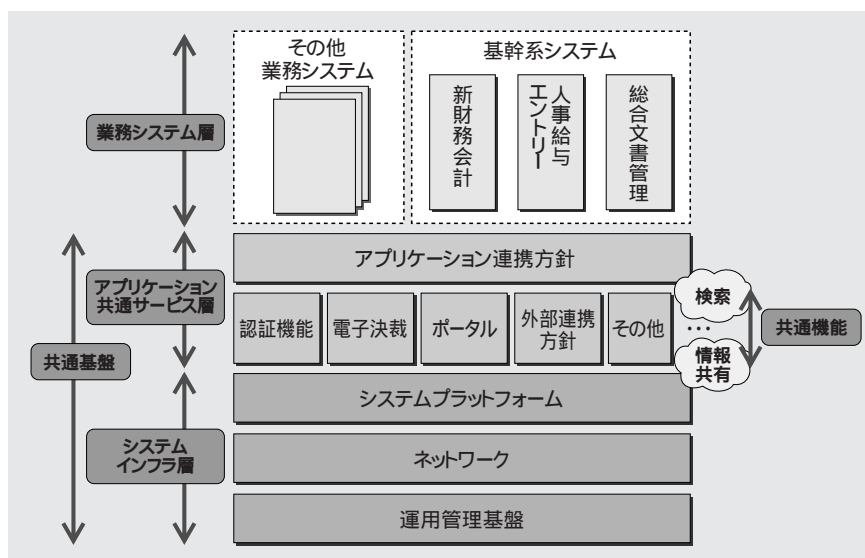 その他
業務システム
基幹系システム
新財務会計
人事給与
エントリー
総合文書管理
業務システム層
アプリケーション連携方針
アプリケーション
共通サービス層
認証機能
電子決裁
ポータル
外部連携
方針
その他
検索
…
情報
共有
共通機能
共通基盤
システムプラットフォーム
システム
インフラ層
ネットワーク
運用管理基盤